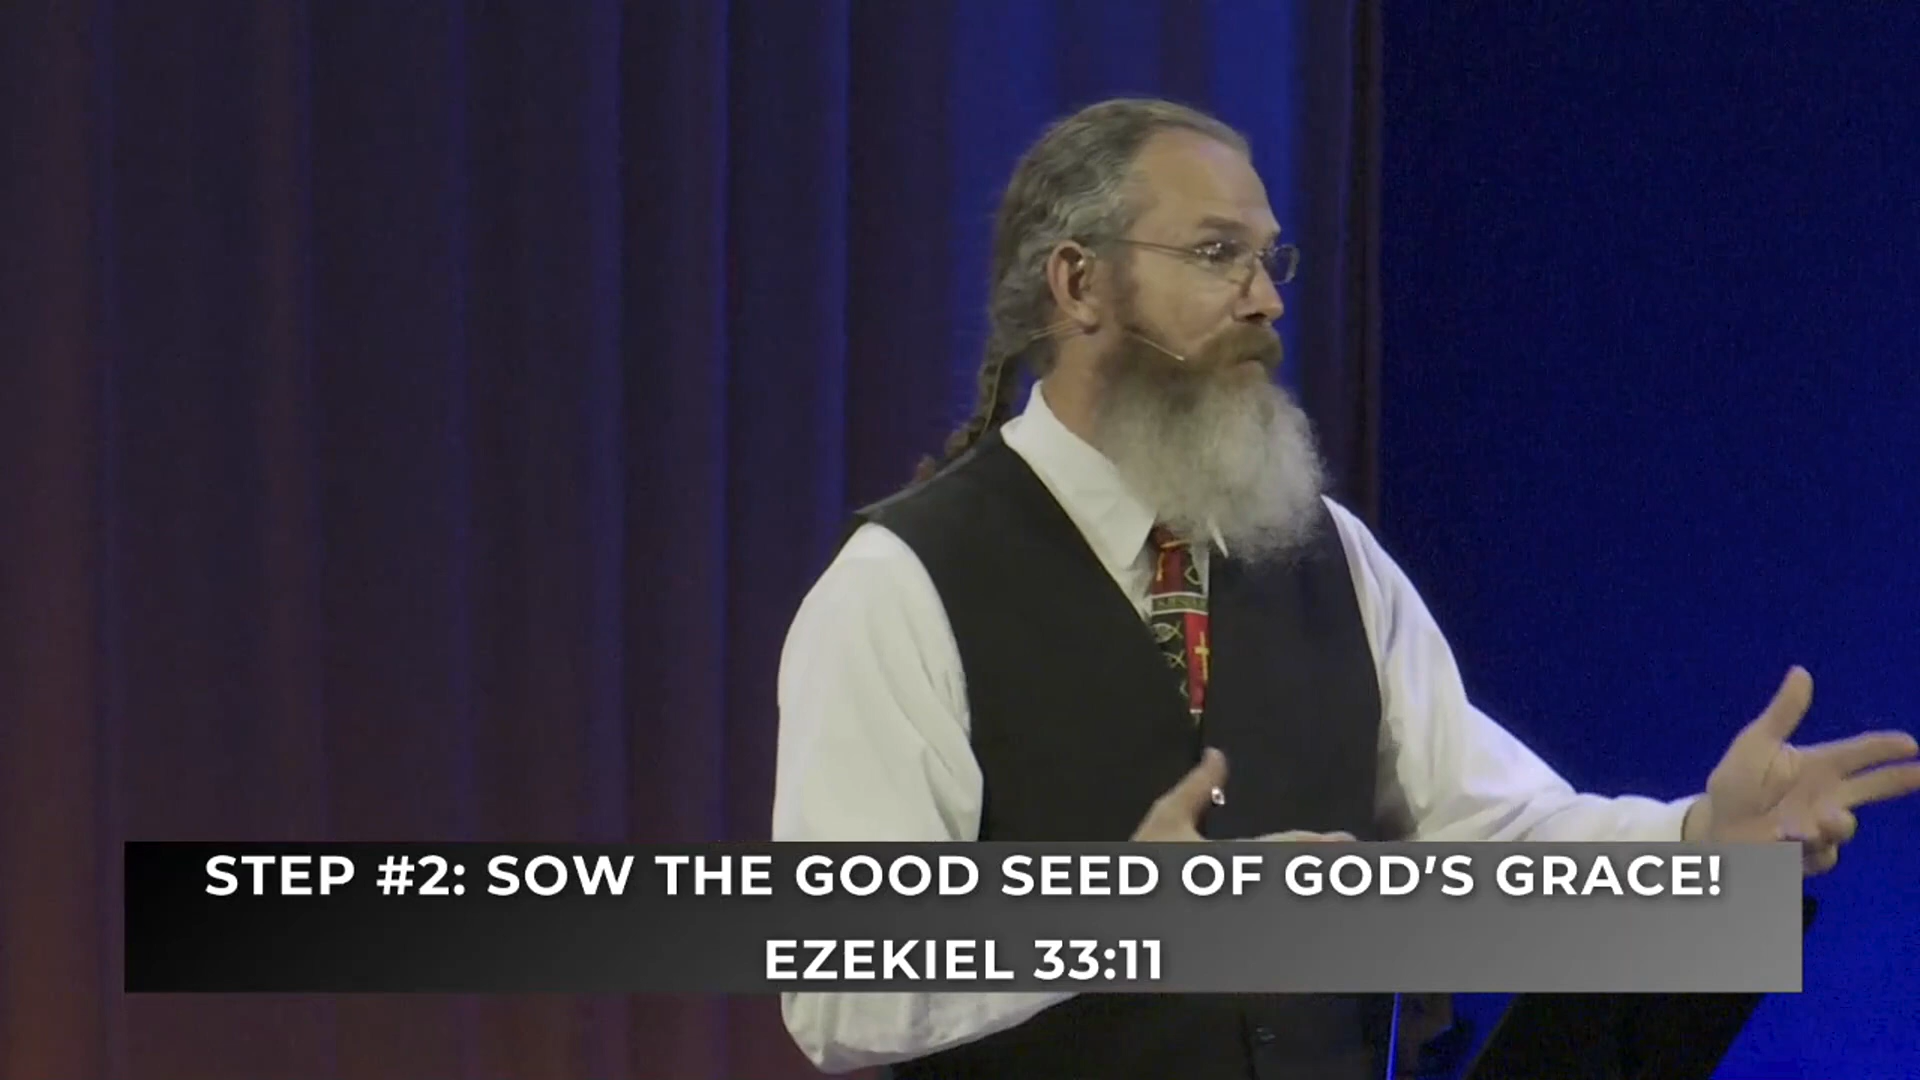 STEP #2: SOW THE GOOD SEED OF GOD'S GRACE!
EZEKIEL 33:11